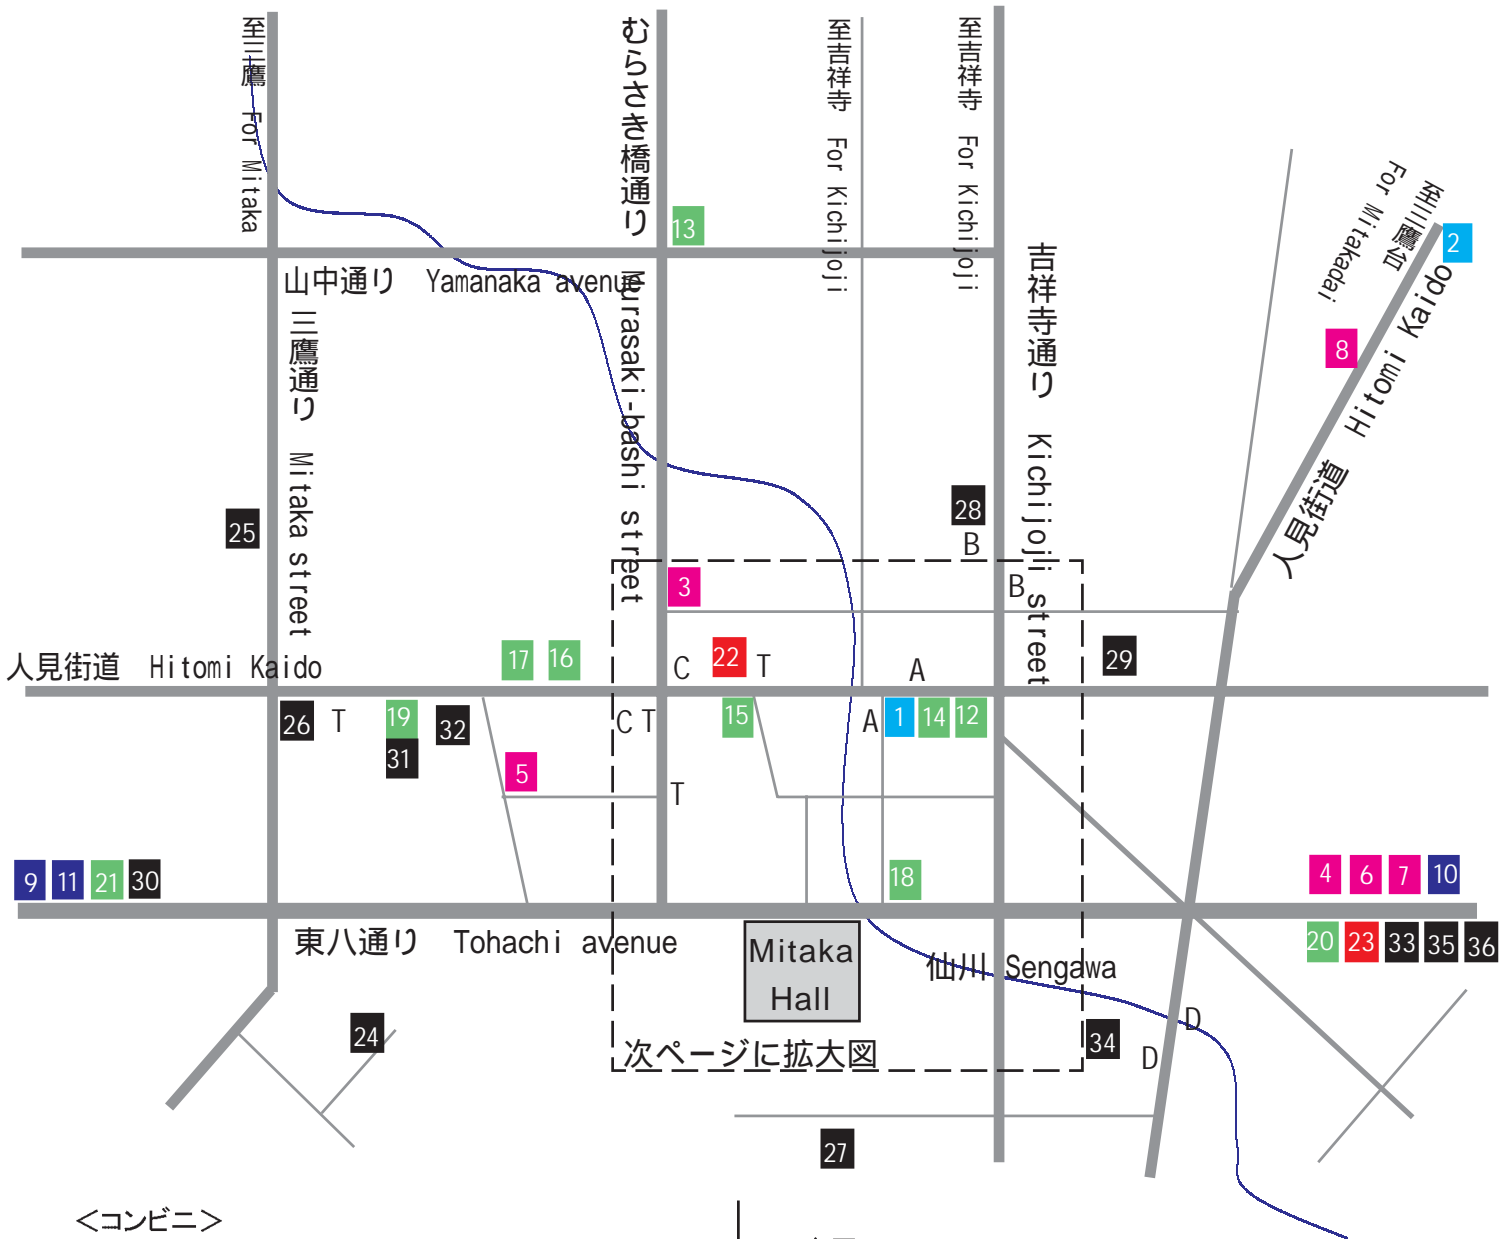 至三鷹 For Mitaka
むらさき橋通り Murasaki-bashi street
至吉祥寺 For Kichijoji
至吉祥寺 For Kichijoji
至三鷹台
For Mitakadai
2
13
山中通り Yamanaka avenue
三鷹通り Mitaka street
吉祥寺通り Kichijoji street
8
人見街道 Hitomi Kaido
25
28
B
3
B
人見街道 Hitomi Kaido
17
16
C
22
T
A
29
26
T
19
32
C T
15
A
1
14
12
31
5
T
9
11
21
30
18
4
6
7
10
東八通り Tohachi avenue
Mitaka
Hall
仙川 Sengawa
20
23
33
35
36
24
次ページに拡大図
34
D
D
27
＜コンビニ＞